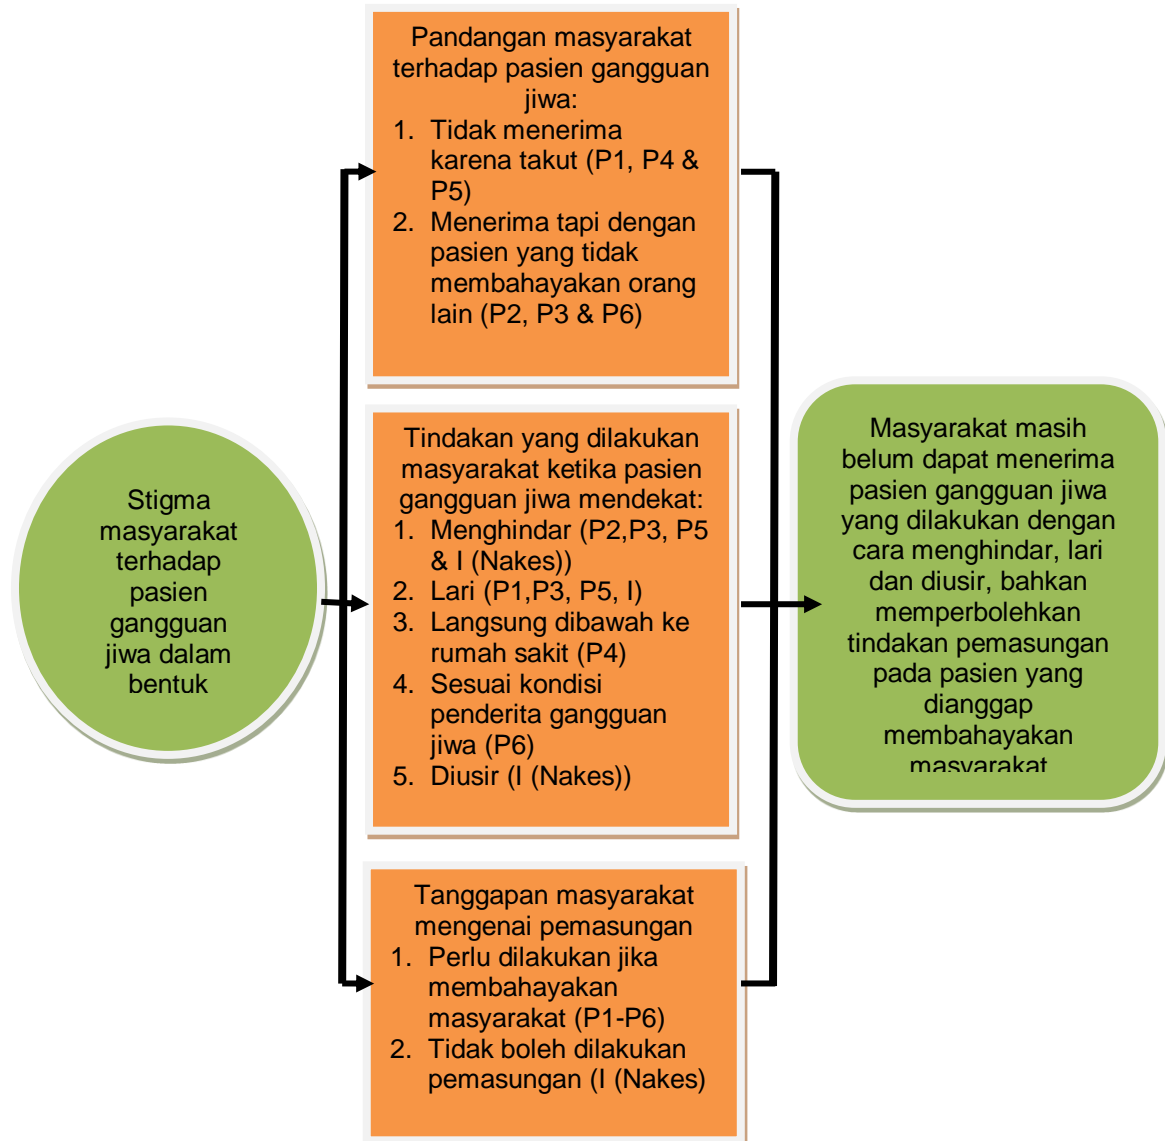 Pandangan masyarakat
terhadap pasien gangguan
jiwa:
1. Tidak menerima
karena takut (P1, P4 &
P5)
2. Menerima tapi dengan
pasien yang tidak
membahayakan orang
lain (P2, P3 & P6)
Stigma
masyarakat
terhadap
pasien
gangguan
jiwa dalam
bentuk
Tindakan yang dilakukan
masyarakat ketika pasien
gangguan jiwa mendekat:
1. Menghindar (P2,P3, P5
& I (Nakes))
2. Lari (P1,P3, P5, I)
3. Langsung dibawah ke
rumah sakit (P4)
4. Sesuai kondisi
penderita gangguan
jiwa (P6)
5. Diusir (I (Nakes))
Tanggapan masyarakat
mengenai pemasungan
1. Perlu dilakukan jika
membahayakan
masyarakat (P1-P6)
2. Tidak boleh dilakukan
pemasungan (I (Nakes)
Masyarakat masih
belum dapat menerima
pasien gangguan jiwa
yang dilakukan dengan
cara menghindar, lari
dan diusir, bahkan
memperbolehkan
tindakan pemasungan
pada pasien yang
dianggap
membahayakan
masyarakat